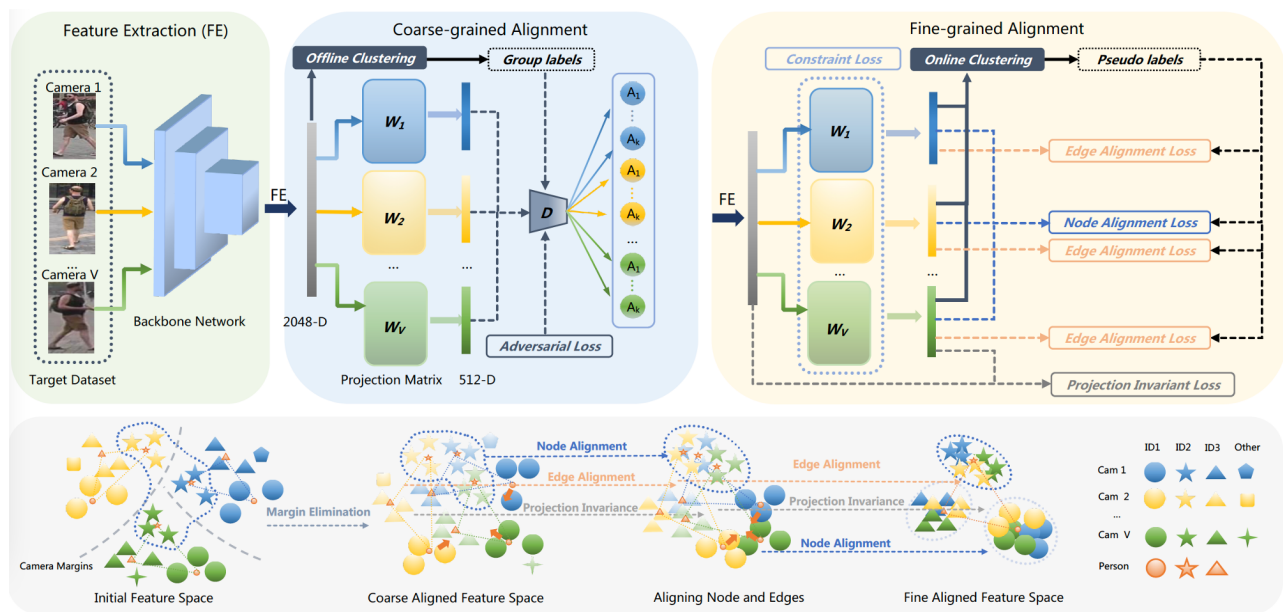 Feature Extraction (FE)
Camera 1
Camera 2
...
Camera V
Target Dataset
Backbone Network
FE
Coarse-grained Alignment
Offline Clustering
Group labels
W1
W2
...
WV
2048-D
Projection Matrix
...
512-D
D
Adversarial Loss
A1
Ak
A1
Ak
...
A1
Ak
FE
Fine-grained Alignment
Constraint Loss
Online Clustering
Pseudo labels
W1
W2
...
WV
...
Edge Alignment Loss
Node Alignment Loss
Edge Alignment Loss
Edge Alignment Loss
Projection Invariant Loss
Camera Margins
Initial Feature Space
Margin Elimination
Coarse Aligned Feature Space
Node Alignment
Edge Alignment
Projection Invariance
Aligning Node and Edges
Edge Alignment
Projection Invariance
Node Alignment
Fine Aligned Feature Space
ID1 ID2 ID3 Other
Cam 1
Cam 2
...
Cam V
Person